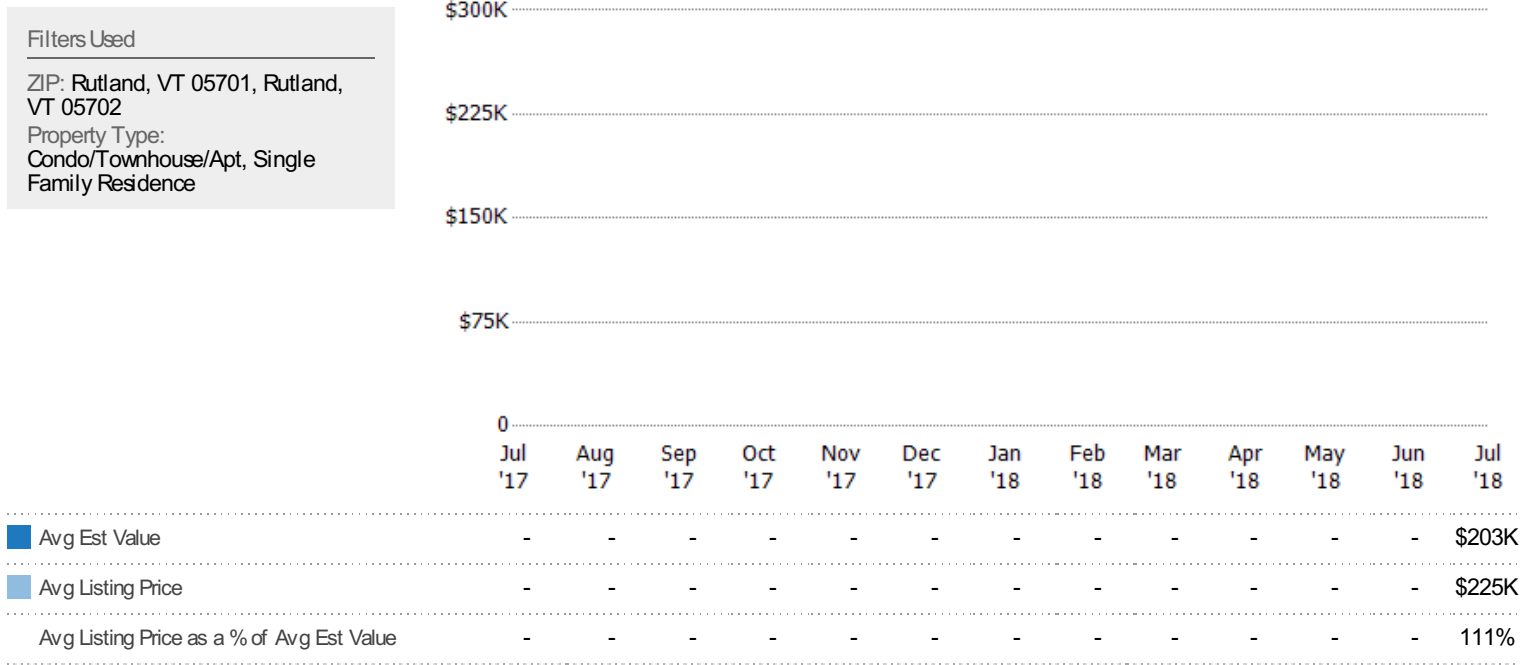 Filters Used
ZIP: Rutland, VT 05701, Rutland,
VT 05702
Property Type:
Condo/Townhouse/Apt, Single
Family Residence
$300K
$225K
$150K
$75K
0
Jul Aug Sep Oct Nov Dec Jan Feb Mar Apr May Jun Jul
'17 '17 '17 '17 '17 '17 '18 '18 '18 '18 '18 '18 '18
Avg Est Value - - - - - - - - - - - - $203K
Avg Listing Price - - - - - - - - - - - - $225K
Avg Listing Price as a % of Avg Est Value - - - - - - - - - - - - 111%